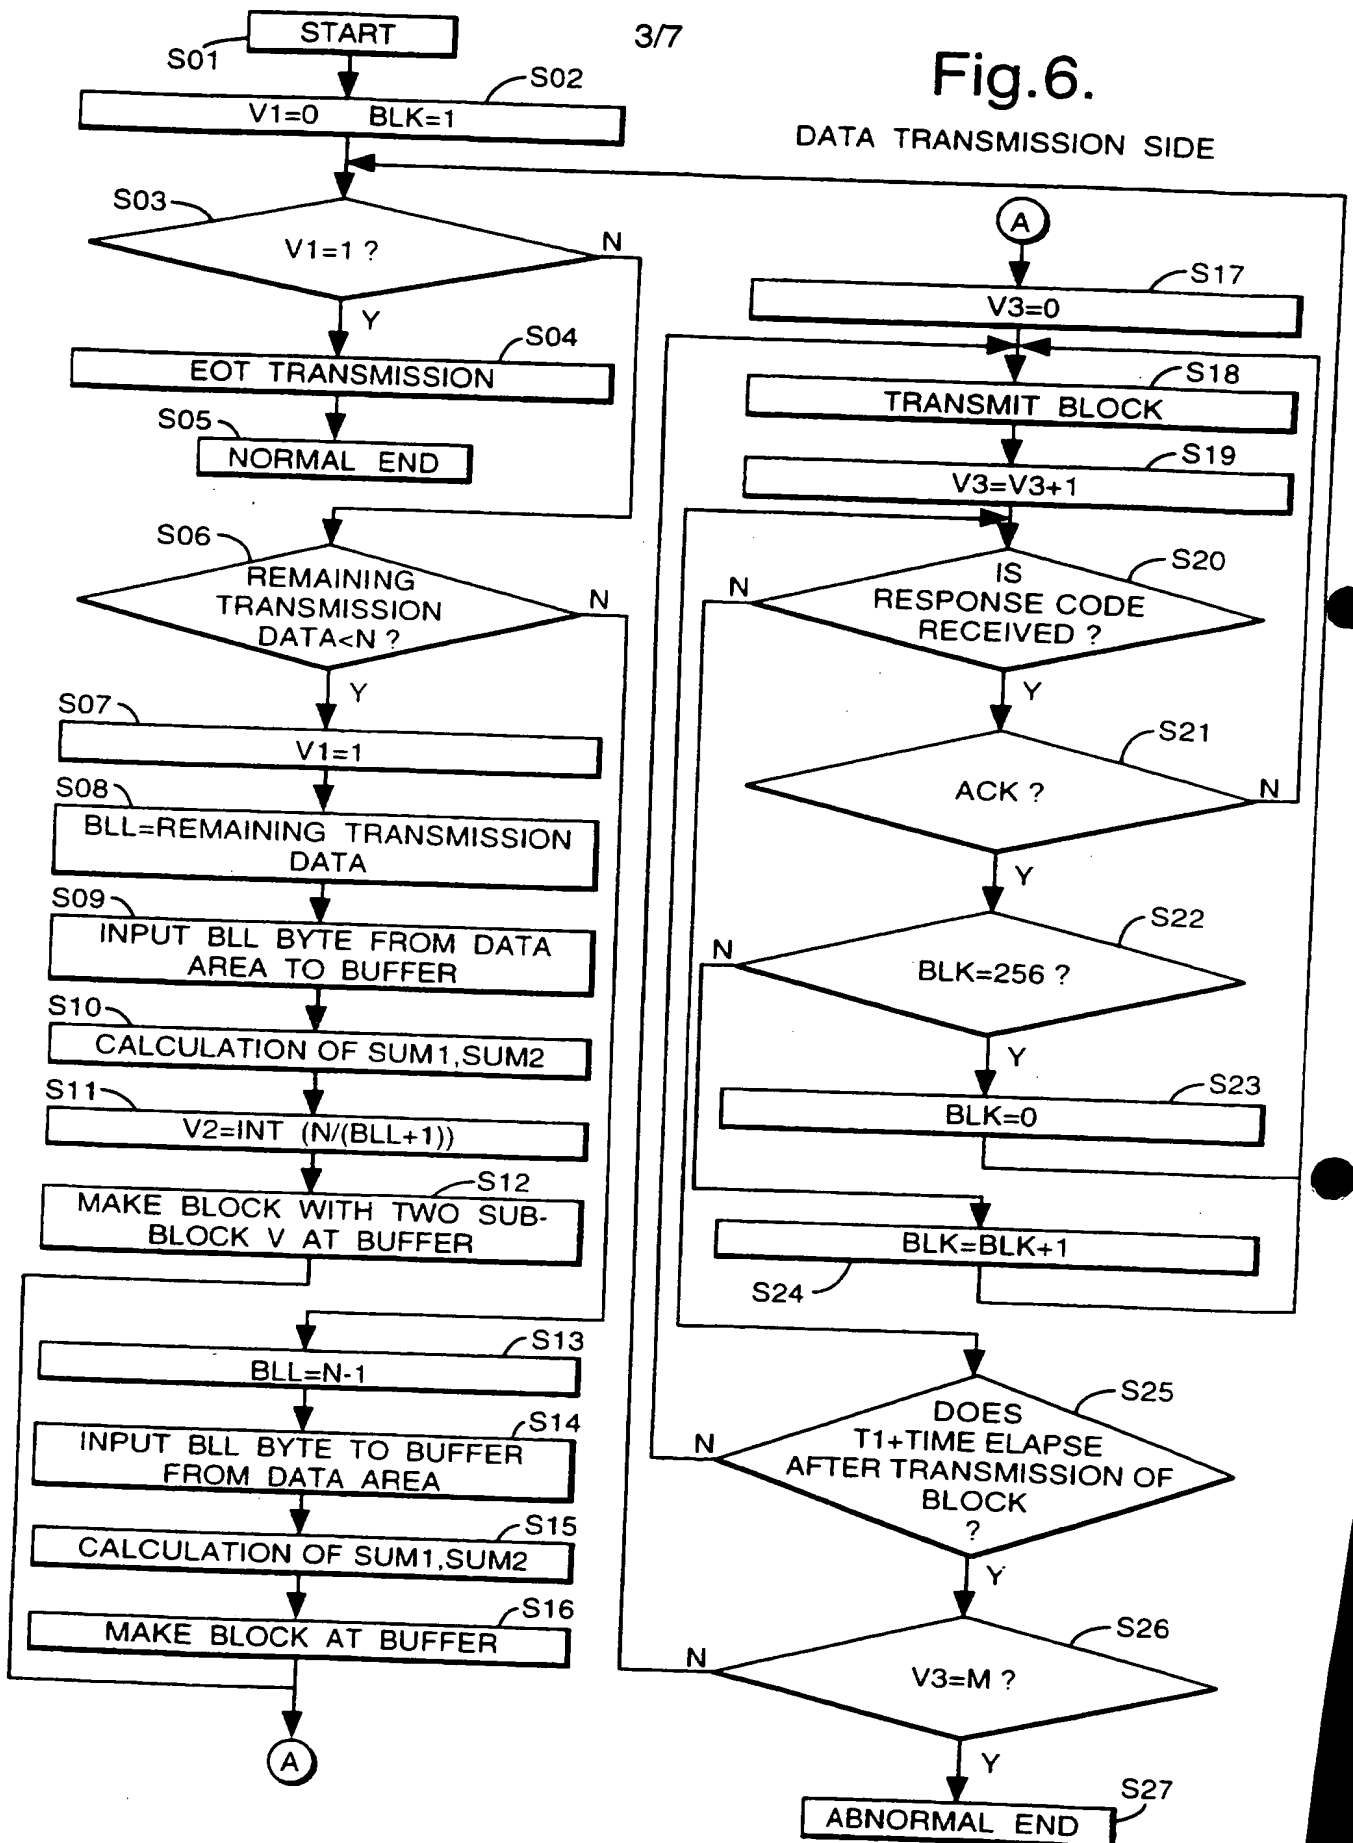 3/7
Fig.6.
DATA TRANSMISSION SIDE
START
S01
S02
V1=0 BLK=1
S03
V1=1 ?
N
Y
S04
EOT TRANSMISSION
S05
NORMAL END
S06
REMAINING
TRANSMISSION
DATA<N ?
N
Y
S07
V1=1
S08
BLL=REMAINING TRANSMISSION
DATA
S09
INPUT BLL BYTE FROM DATA
AREA TO BUFFER
S10
CALCULATION OF SUM1,SUM2
S11
V2=INT (N/(BLL+1))
S12
MAKE BLOCK WITH TWO SUB-
BLOCK V AT BUFFER
S13
BLL=N-1
S14
INPUT BLL BYTE TO BUFFER
FROM DATA AREA
S15
CALCULATION OF SUM1,SUM2
S16
MAKE BLOCK AT BUFFER
A
A
S17
V3=0
S18
TRANSMIT BLOCK
S19
V3=V3+1
S20
IS
RESPONSE CODE
RECEIVED ?
N
Y
S21
ACK ?
N
Y
S22
BLK=256 ?
N
Y
S23
BLK=0
BLK=BLK+1
S24
S25
DOES
T1+TIME ELAPSE
AFTER TRANSMISSION OF
BLOCK
?
N
Y
S26
V3=M ?
N
Y
S27
ABNORMAL END